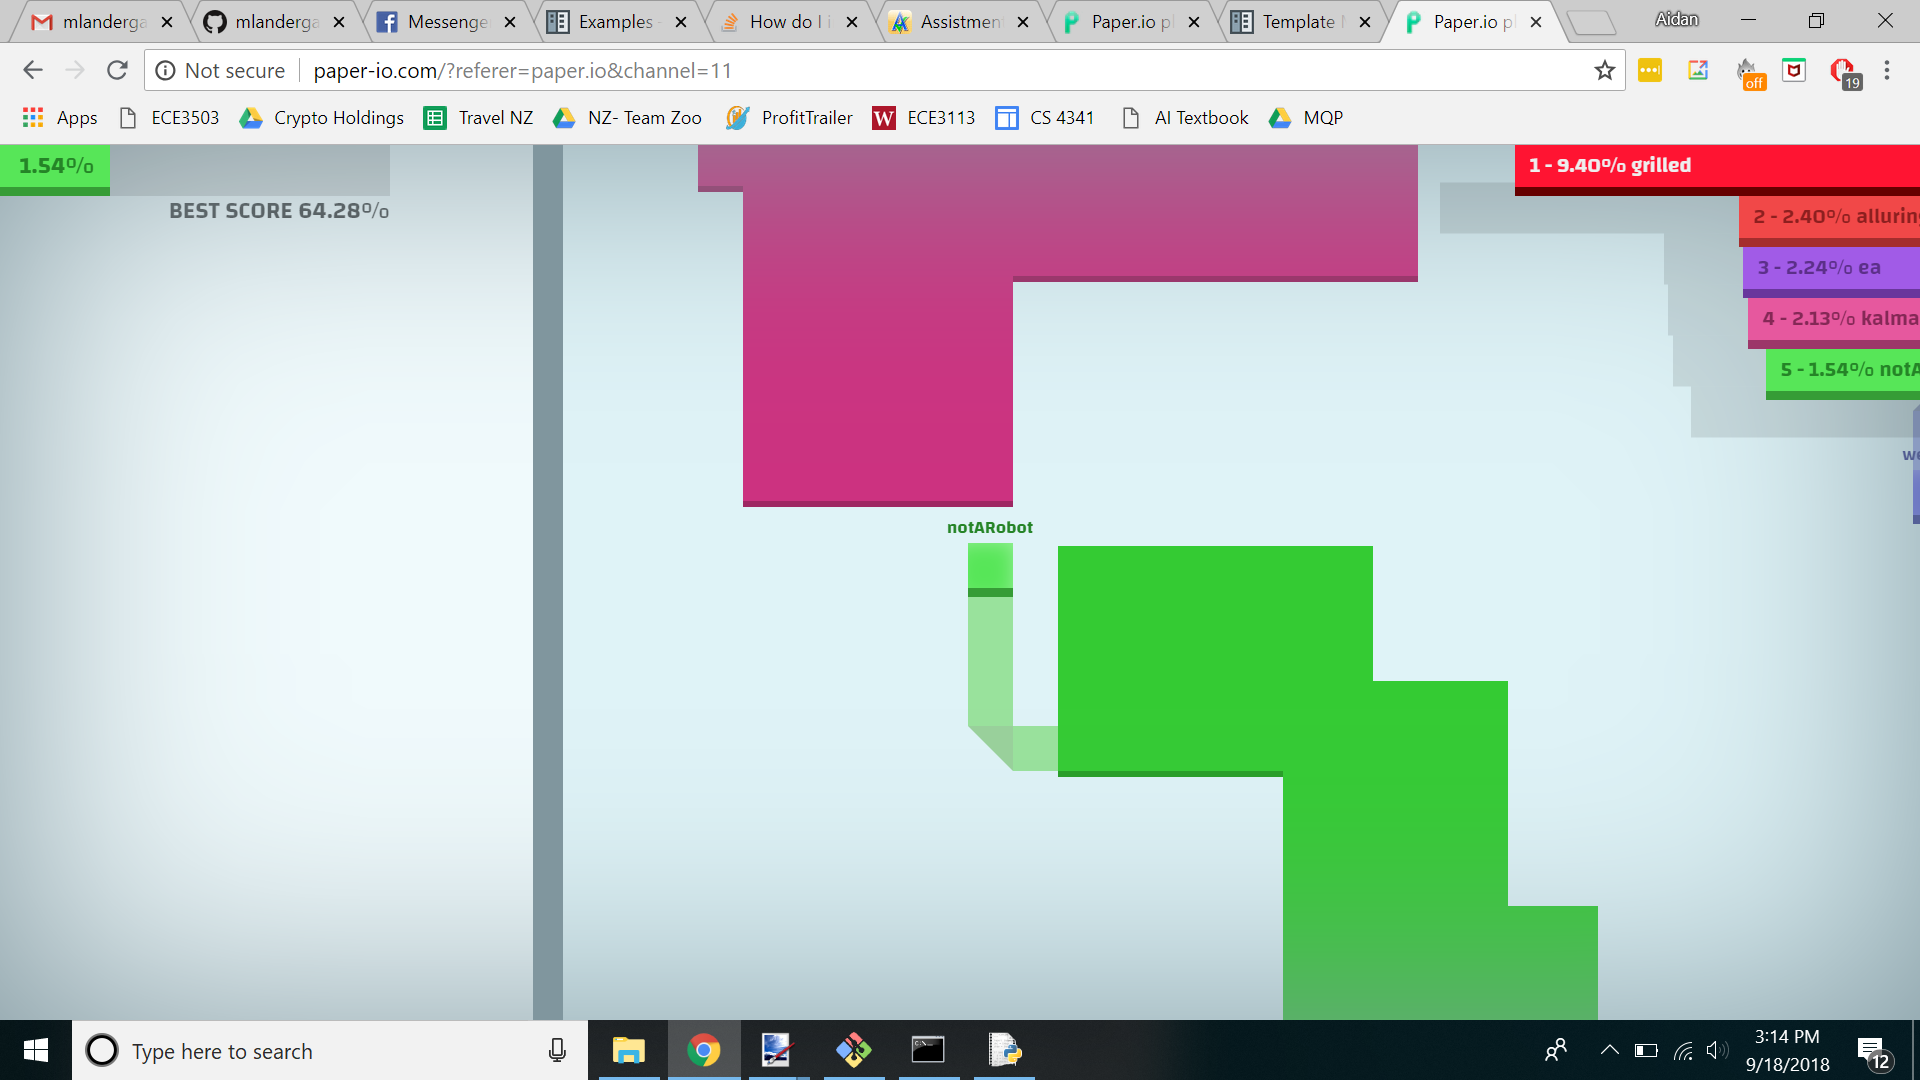 mlanderga mlanderga Messenge Examples - How do I i Assistmen Paper.io pl Template M Paper.io pl Aidan
Not secure paper-io.com/?referer=paper.io&channel=11 off 19
Apps ECE3503 Crypto Holdings Travel NZ NZ- Team Zoo ProfitTrailer W ECE3113 CS 4341 AI Textbook MQP
1.54%
BEST SCORE 64.28%
1 - 9.40% grilled
2 - 2.40% alluring
3 - 2.24% ea
4 - 2.13% kalma
5 - 1.54% notA
we
notARobot
Type here to search
3:14 PM
9/18/2018
12